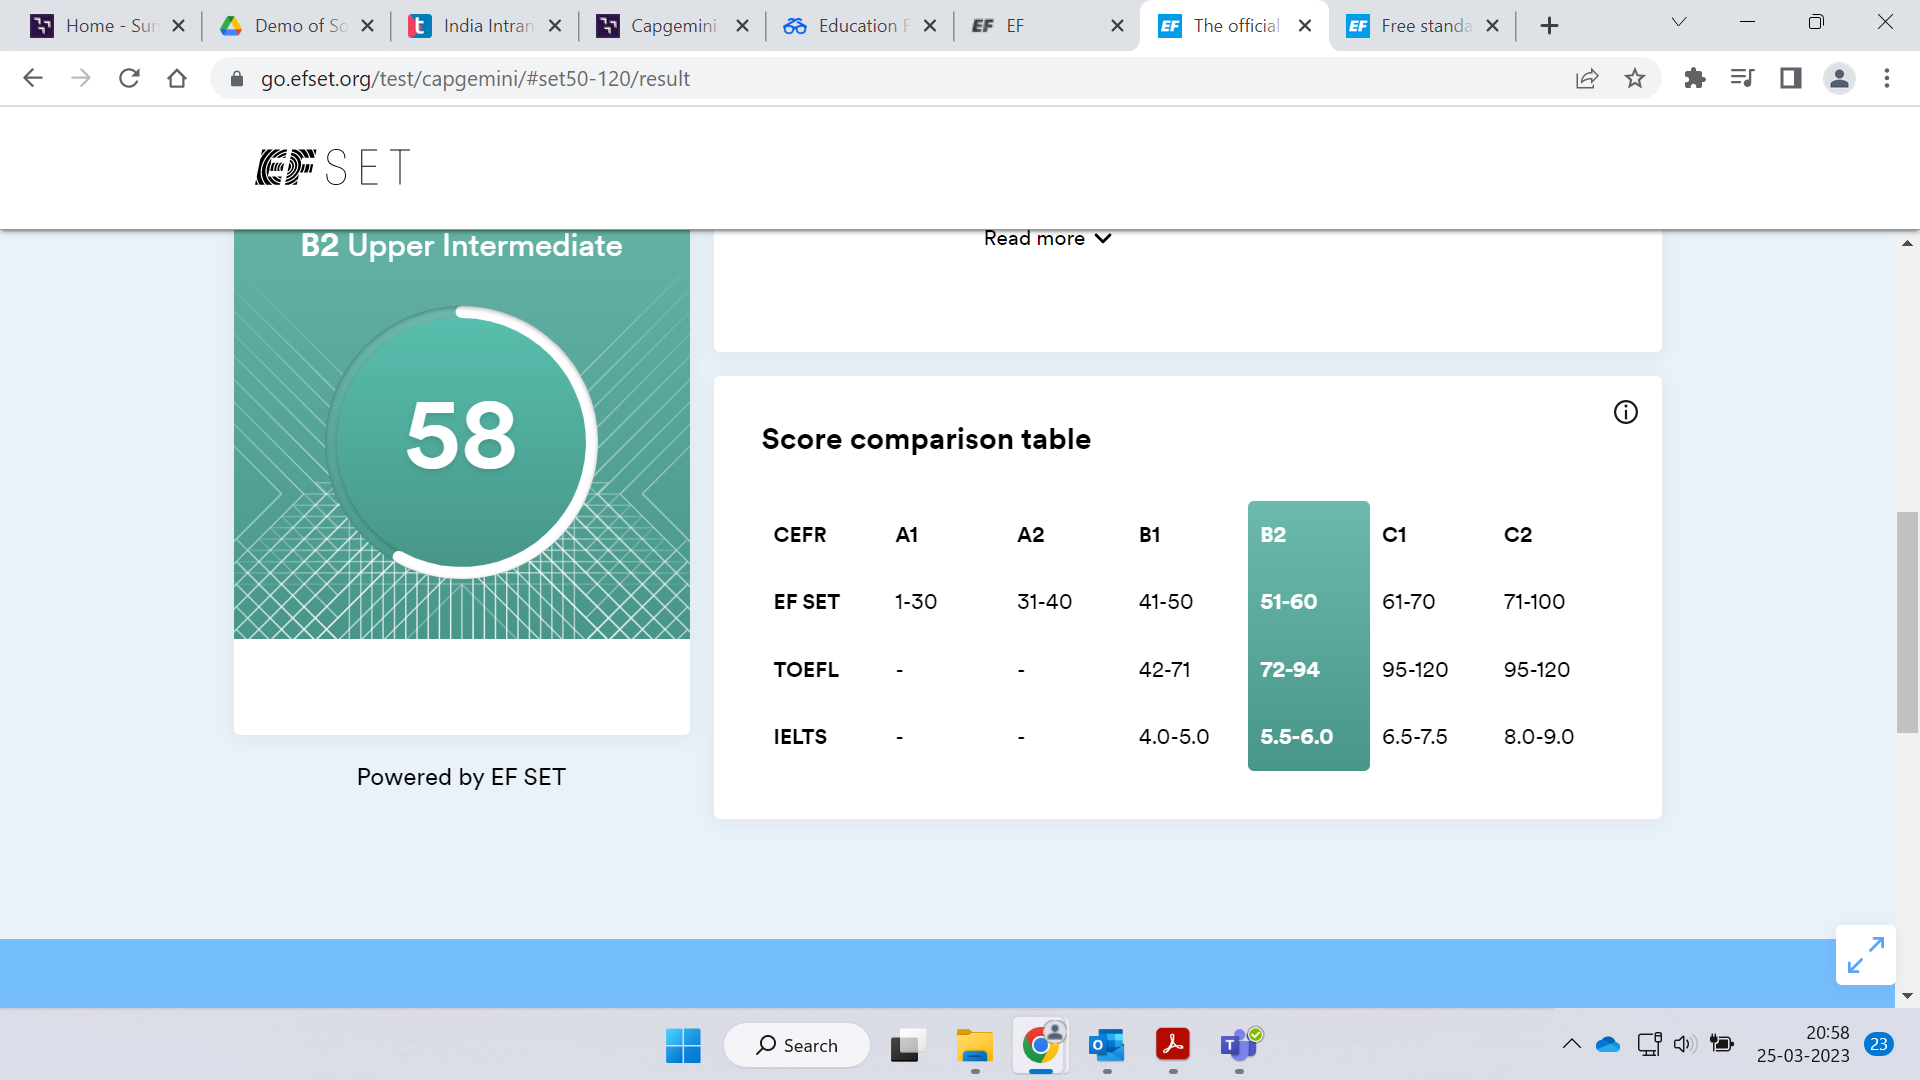 Home - Sun
Demo of So
India Intran
Capgemini
Education F
EF EF
EF The official
EF Free standa
go.efset.org/test/capgemini/#set50-120/result
EF SET
B2 Upper Intermediate
58
Powered by EF SET
Read more
Score comparison table
CEFR A1 A2 B1 B2 C1 C2
EF SET 1-30 31-40 41-50 51-60 61-70 71-100
TOEFL - - 42-71 72-94 95-120 95-120
IELTS - - 4.0-5.0 5.5-6.0 6.5-7.5 8.0-9.0
Search
20:58
25-03-2023
23